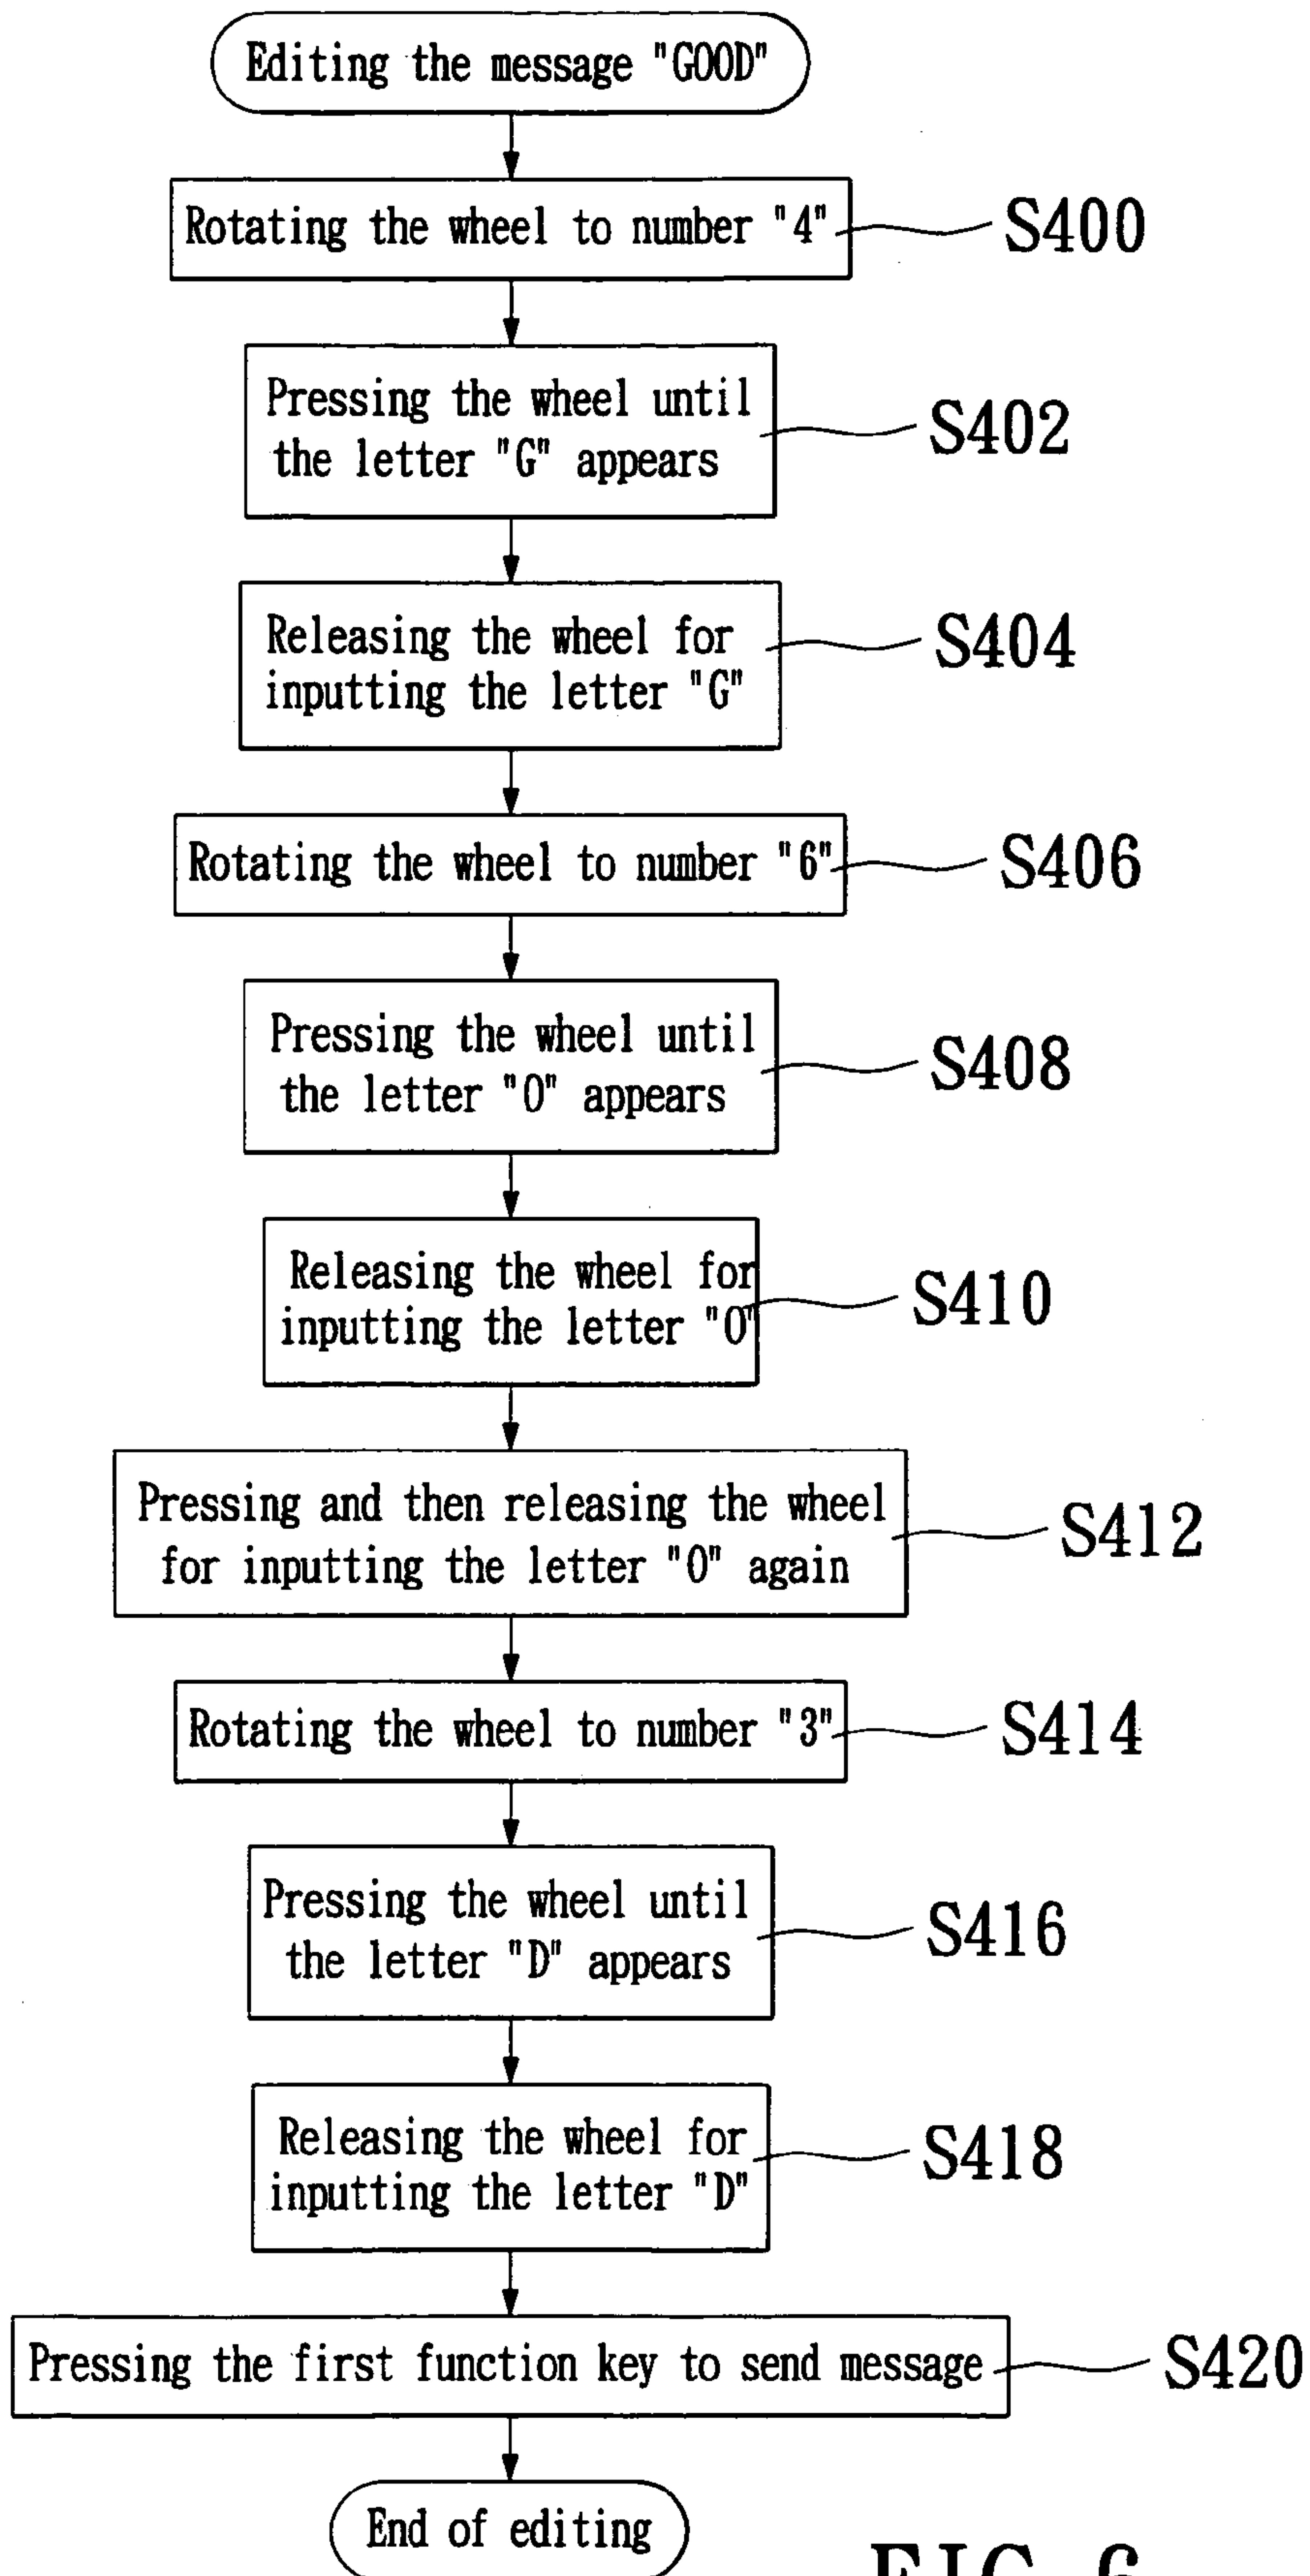 Editing the message "GOOD"
Rotating the wheel to number "4"
S400
Pressing the wheel until
the letter "G" appears
S402
Releasing the wheel for
inputting the letter "G"
S404
Rotating the wheel to number "6"
S406
Pressing the wheel until
the letter "O" appears
S408
Releasing the wheel for
inputting the letter "O"
S410
Pressing and then releasing the wheel
for inputting the letter "O" again
S412
Rotating the wheel to number "3"
S414
Pressing the wheel until
the letter "D" appears
S416
Releasing the wheel for
inputting the letter "D"
S418
Pressing the first function key to send message
S420
End of editing
FIG. 6